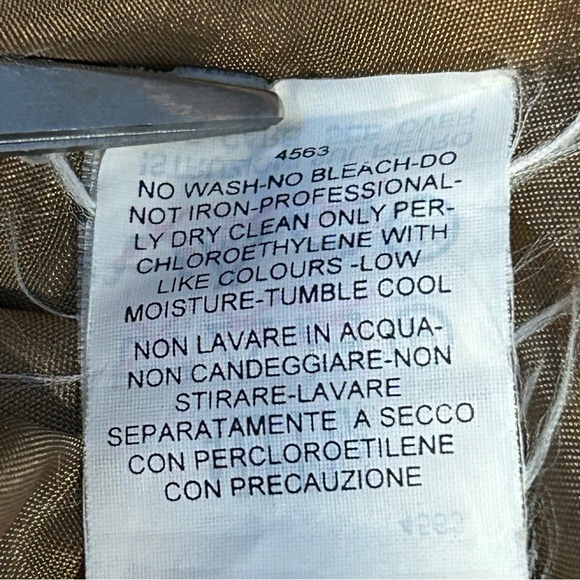 4563
NO WASH-NO BLEACH-DO
NOT IRON-PROFESSIONAL-
LY DRY CLEAN ONLY PER-
CHLOROETHYLENE WITH
LIKE COLOURS -LOW
MOISTURE-TUMBLE COOL
NON LAVARE IN ACQUA-
NON CANDEGGIARE-NON
STIRARE-LAVARE
SEPARATAMENTE A SECCO
CON PERCLOROETILENE
CON PRECAUZIONE
4563